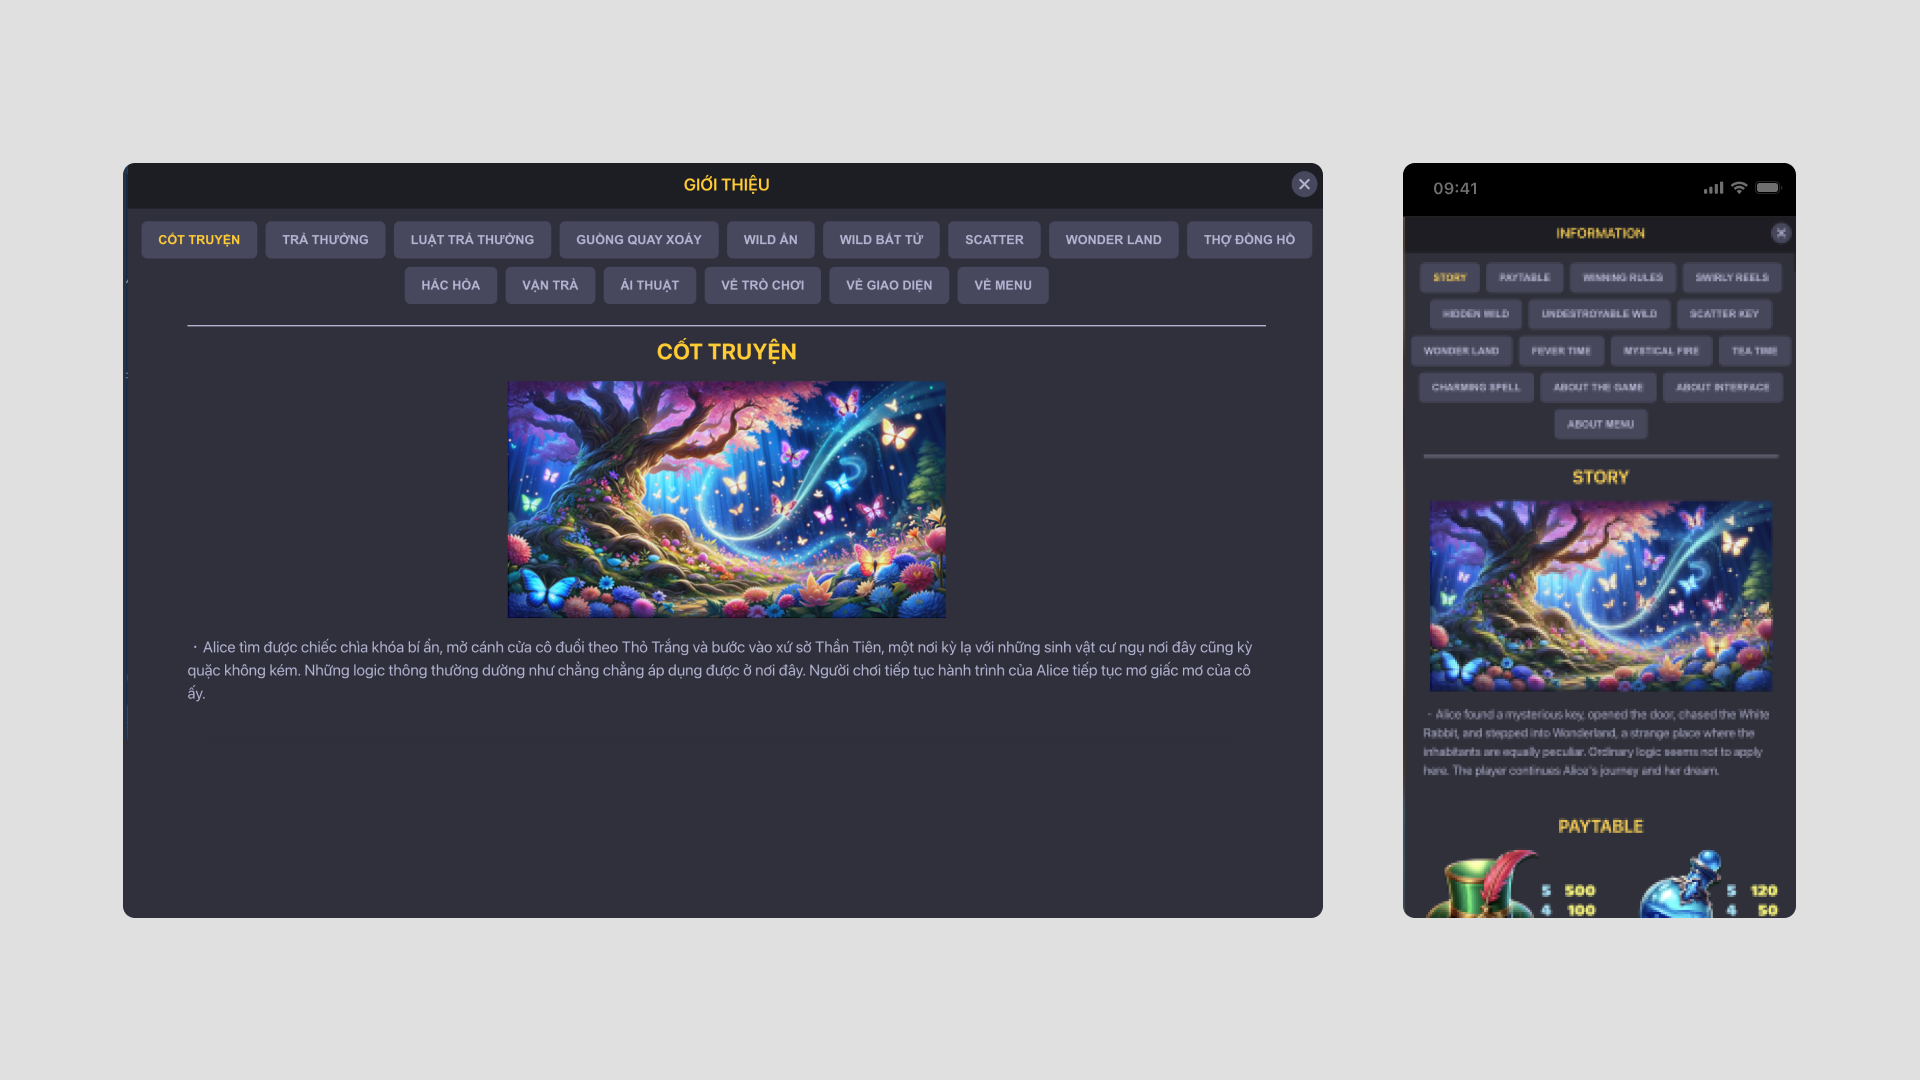 GIỚI THIỆU
CỐT TRUYỆN TRẢ THƯỞNG LUẬT TRẢ THƯỞNG GUỒNG QUAY XOÁY WILD ẨN WILD BẤT TỬ SCATTER WONDER LAND THỢ ĐỒNG HỒ
HẮC HỎA VẬN TRÀ ÁI THUẬT VỀ TRÒ CHƠI VỀ GIAO DIỆN VỀ MENU
CỐT TRUYỆN
· Alice tìm được chiếc chìa khóa bí ẩn, mở cánh cửa cô đuổi theo Thỏ Trắng và bước vào xứ sở Thần Tiên, một nơi kỳ lạ với những sinh vật cư ngụ nơi đây cũng kỳ
quặc không kém. Những logic thông thường dường như chẳng chẳng áp dụng được ở nơi đây. Người chơi tiếp tục hành trình của Alice tiếp tục mơ giấc mơ của cô
ấy.
09:41
INFORMATION
STORY PAYTABLE WINNING RULES SWIRLY REELS
HIDDEN WILD UNDESTROYABLE WILD SCATTER KEY
WONDER LAND FEVER TIME MYSTICAL FIRE TEA TIME
CHARMING SPELL ABOUT THE GAME ABOUT INTERFACE
ABOUT MENU
STORY
· Alice found a mysterious key, opened the door, chased the White
Rabbit, and stepped into Wonderland, a strange place where the
inhabitants are equally peculiar. Ordinary logic seems not to apply
here. The player continues Alice's journey and her dream.
PAYTABLE
5 500 5 120
4 100 4 50